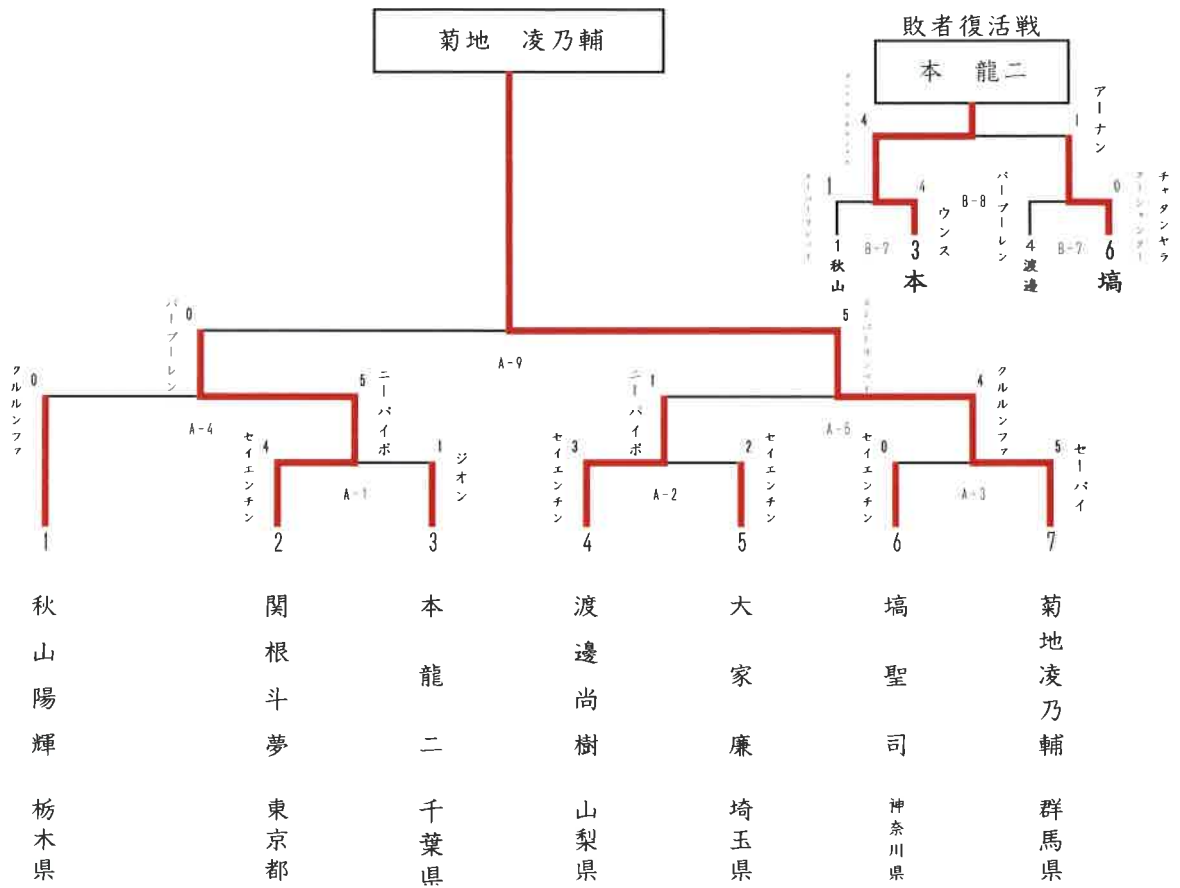 菊地 凌乃輔
敗者復活戦
本 龍二
アーナン
4
1
1
4
ウンス
B-8
パープーレン
0
チャタンヤラ
クーシャンクー
1
秋山
B-7
3
本
4
渡邊
B-7
6
塙
パープーレン
0
5
A-9
クルルンファ
0
5
ニーパイポ
ニーパイポ
1
4
クルルンファ
A-4
A-6
セイエンチン
4
1
ジオン
セイエンチン
3
2
セイエンチン
セイエンチン
0
5
セーパイ
A-1
A-2
A-3
1
2
3
4
5
6
7
秋山陽輝 栃木県
関根斗夢 東京都
本龍二 千葉県
渡邊尚樹 山梨県
大家廉 埼玉県
塙聖司 神奈川県
菊地凌乃輔 群馬県